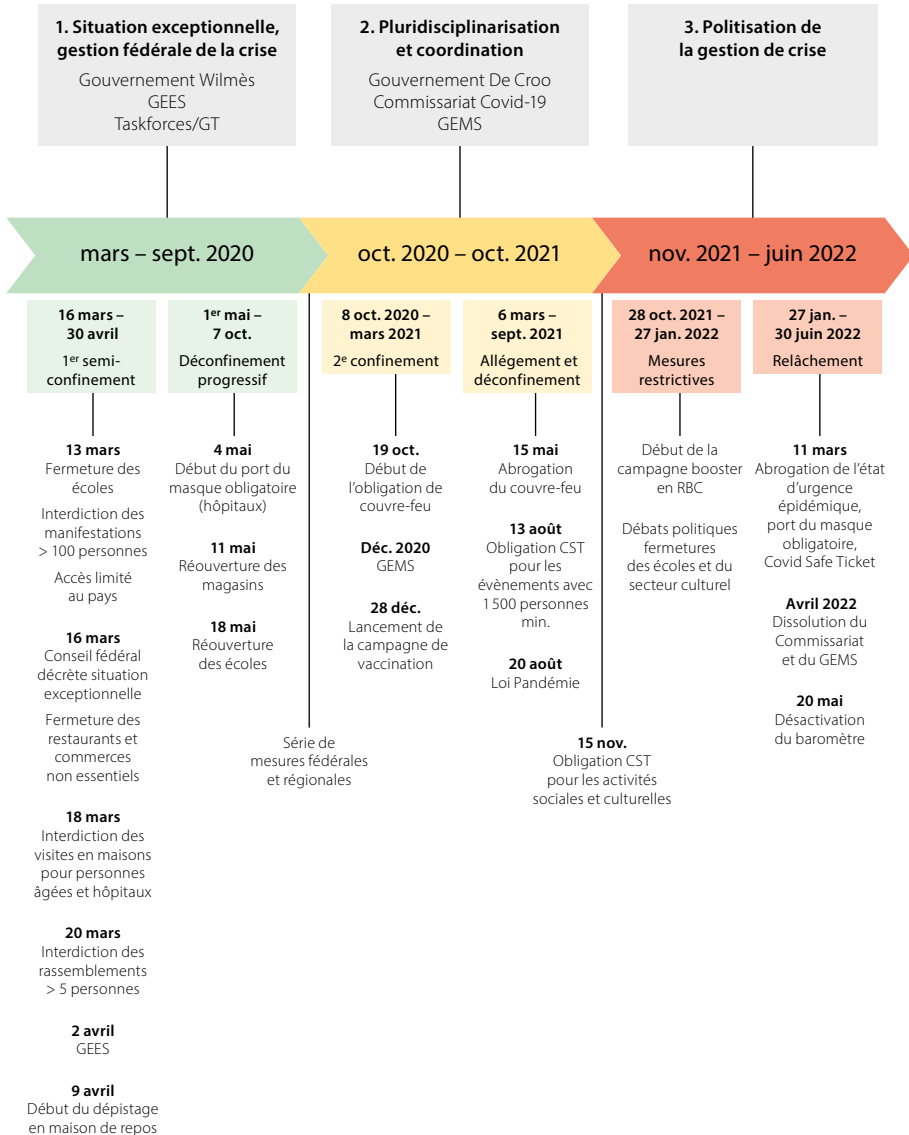 1. Situation exceptionnelle,
gestion fédérale de la crise
Gouvernement Wilmès
GEES
Taskforces/GT
2. Pluridisciplinarisation
et coordination
Gouvernement De Croo
Commissariat Covid-19
GEMS
3. Politisation de
la gestion de crise
mars – sept. 2020
oct. 2020 – oct. 2021
nov. 2021 – juin 2022
16 mars –
30 avril
1er semi-
confinement
1er mai –
7 oct.
Déconfinement
progressif
8 oct. 2020 –
mars 2021
2e confinement
6 mars –
sept. 2021
Allégement et
déconfinement
28 oct. 2021 –
27 jan. 2022
Mesures
restrictives
27 jan. –
30 juin 2022
Relâchement
13 mars
Fermeture des
écoles
Interdiction des
manifestations
> 100 personnes
Accès limité
au pays
16 mars
Conseil fédéral
décrète situation
exceptionnelle
Fermeture des
restaurants et
commerces
non essentiels
18 mars
Interdiction des
visites en maisons
pour personnes
âgées et hôpitaux
20 mars
Interdiction des
rassemblements
> 5 personnes
2 avril
GEES
9 avril
Début du dépistage
en maison de repos
4 mai
Début du port du
masque obligatoire
(hôpitaux)
11 mai
Réouverture des
magasins
18 mai
Réouverture
des écoles
Série de
mesures fédérales
et régionales
19 oct.
Début de
l'obligation de
couvre-feu
Déc. 2020
GEMS
28 déc.
Lancement de
la campagne de
vaccination
15 mai
Abrogation
du couvre-feu
13 août
Obligation CST
pour les
évènements avec
1 500 personnes
min.
20 août
Loi Pandémie
15 nov.
Obligation CST
pour les activités
sociales et culturelles
Début de la
campagne booster
en RBC
Débats politiques
fermetures
des écoles et du
secteur culturel
11 mars
Abrogation de l'état
d'urgence
épidémique,
port du masque
obligatoire,
Covid Safe Ticket
Avril 2022
Dissolution du
Commissariat
et du GEMS
20 mai
Désactivation
du baromètre